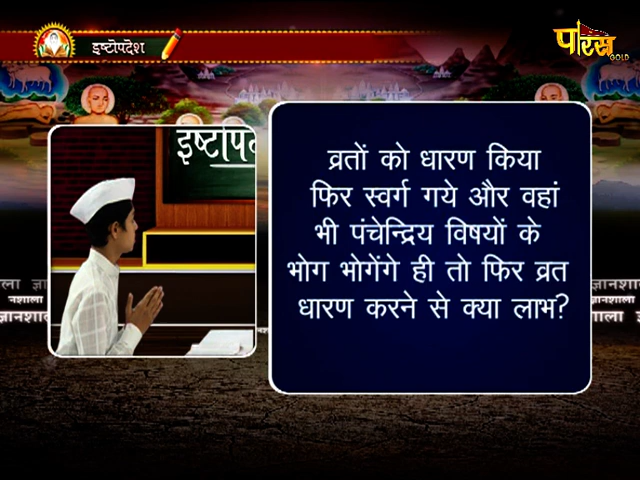 इष्टोपदेश
पारस
GOLD
इष्टोप
व्रतों को धारण किया
फिर स्वर्ग गये और वहां
भी पंचेन्द्रिय विषयों के
भोग भोगेंगे ही तो फिर व्रत
धारण करने से क्या लाभ?